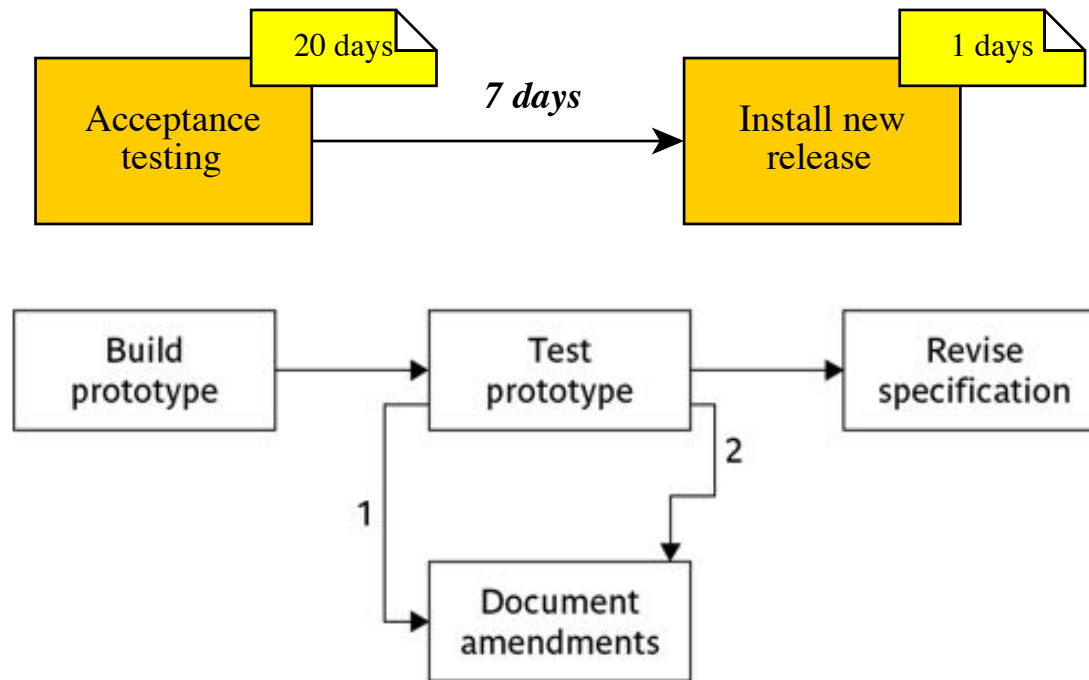 20 days
1 days
7 days
Acceptance
testing
Install new
release
Build
prototype
Test
prototype
Revise
specification
2
1
Document
amendments